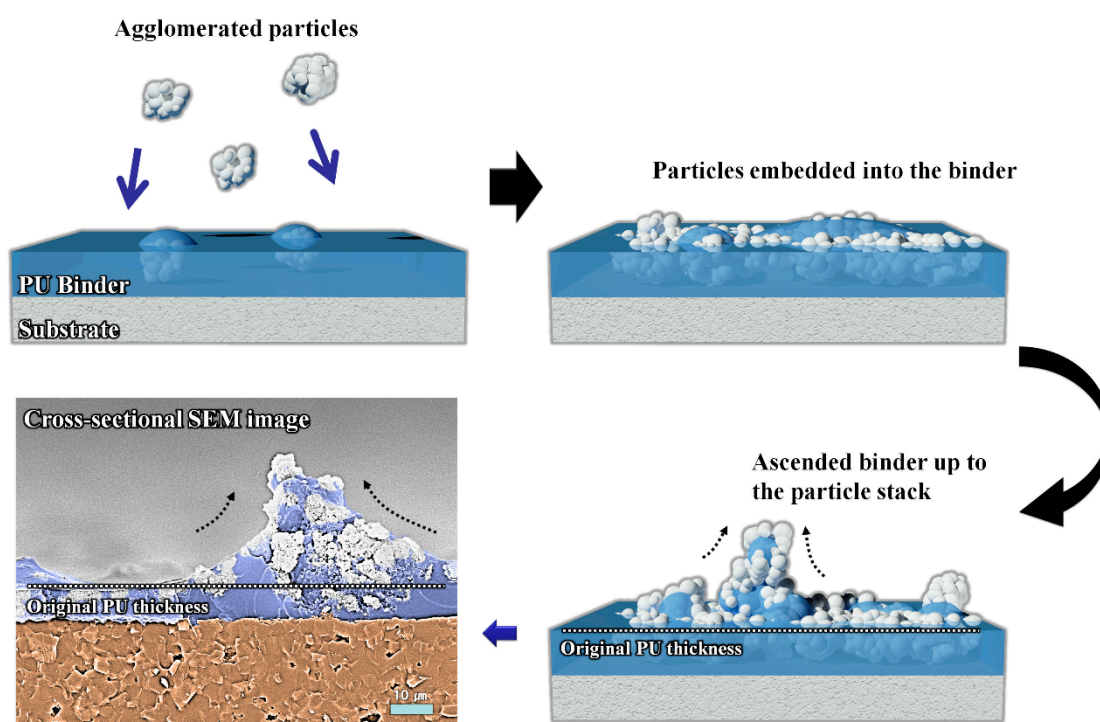 Agglomerated particles
PU Binder
Substrate
Particles embedded into the binder
Ascended binder up to
the particle stack
Original PU thickness
Cross-sectional SEM image
Original PU thickness
10 μm